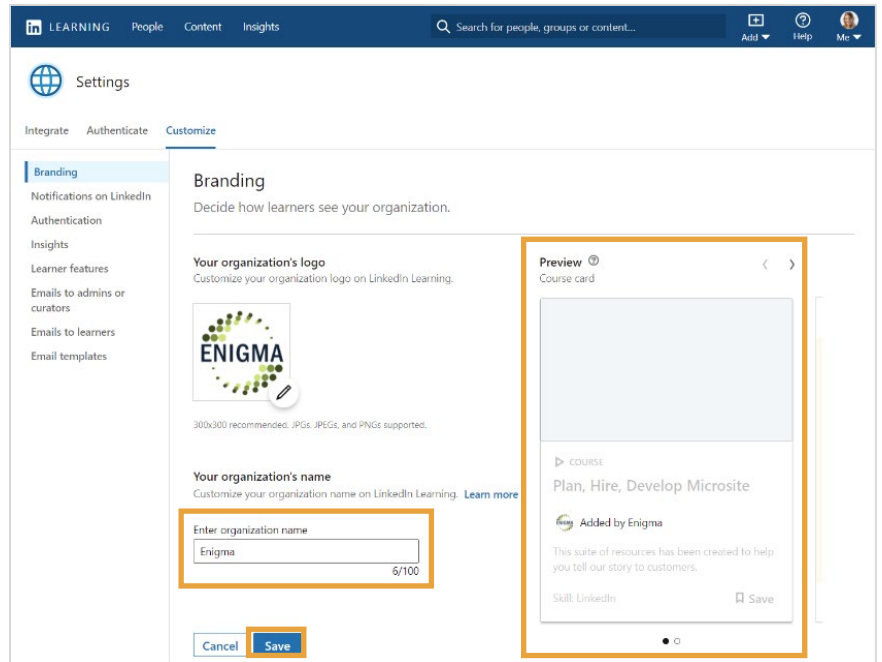 in LEARNING People Content Insights Search for people, groups or content... Add Help Me
Settings
Integrate Authenticate Customize
Branding
Notifications on LinkedIn
Authentication
Insights
Learner features
Emails to admins or
curators
Emails to learners
Email templates
Branding
Decide how learners see your organization.
Your organization's logo
Customize your organization logo on LinkedIn Learning.
ENIGMA
300x300 recommended. JPGs, JPEGs, and PNGs supported.
Your organization's name
Customize your organization name on LinkedIn Learning. Learn more
Enter organization name
Enigma
6/100
Cancel Save
Preview
Course card
COURSE
Plan, Hire, Develop Microsite
ENIGMA Added by Enigma
This suite of resources has been created to help
you tell our story to customers.
Skill: LinkedIn Save